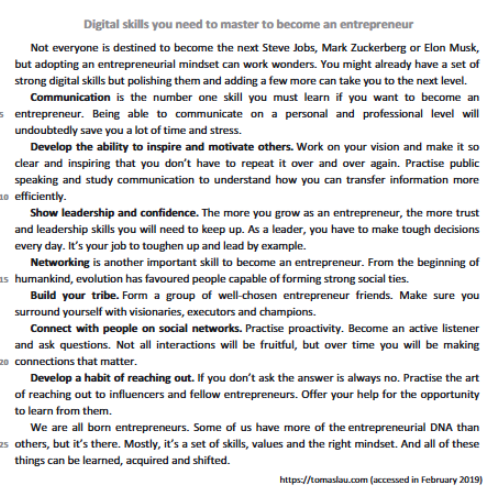 Digital skills you need to master to become an entrepreneur
Not everyone is destined to become the next Steve Jobs, Mark Zuckerberg or Elon Musk,
but adopting an entrepreneurial mindset can work wonders. You might already have a set of
strong digital skills but polishing them and adding a few more can take you to the next level.
Communication is the number one skill you must learn if you want to become an
5 entrepreneur. Being able to communicate on a personal and professional level will
undoubtedly save you a lot of time and stress.
Develop the ability to inspire and motivate others. Work on your vision and make it so
clear and inspiring that you don't have to repeat it over and over again. Practise public
speaking and study communication to understand how you can transfer information more
10 efficiently.
Show leadership and confidence. The more you grow as an entrepreneur, the more trust
and leadership skills you will need to keep up. As a leader, you have to make tough decisions
every day. It's your job to toughen up and lead by example.
Networking is another important skill to become an entrepreneur. From the beginning of
15 humankind, evolution has favoured people capable of forming strong social ties.
Build your tribe. Form a group of well-chosen entrepreneur friends. Make sure you
surround yourself with visionaries, executors and champions.
Connect with people on social networks. Practise proactivity. Become an active listener
and ask questions. Not all interactions will be fruitful, but over time you will be making
20 connections that matter.
Develop a habit of reaching out. If you don't ask the answer is always no. Practise the art
of reaching out to influencers and fellow entrepreneurs. Offer your help for the opportunity
to learn from them.
We are all born entrepreneurs. Some of us have more of the entrepreneurial DNA than
25 others, but it's there. Mostly, it's a set of skills, values and the right mindset. And all of these
things can be learned, acquired and shifted.
https://tomaslau.com (accessed in February 2019)